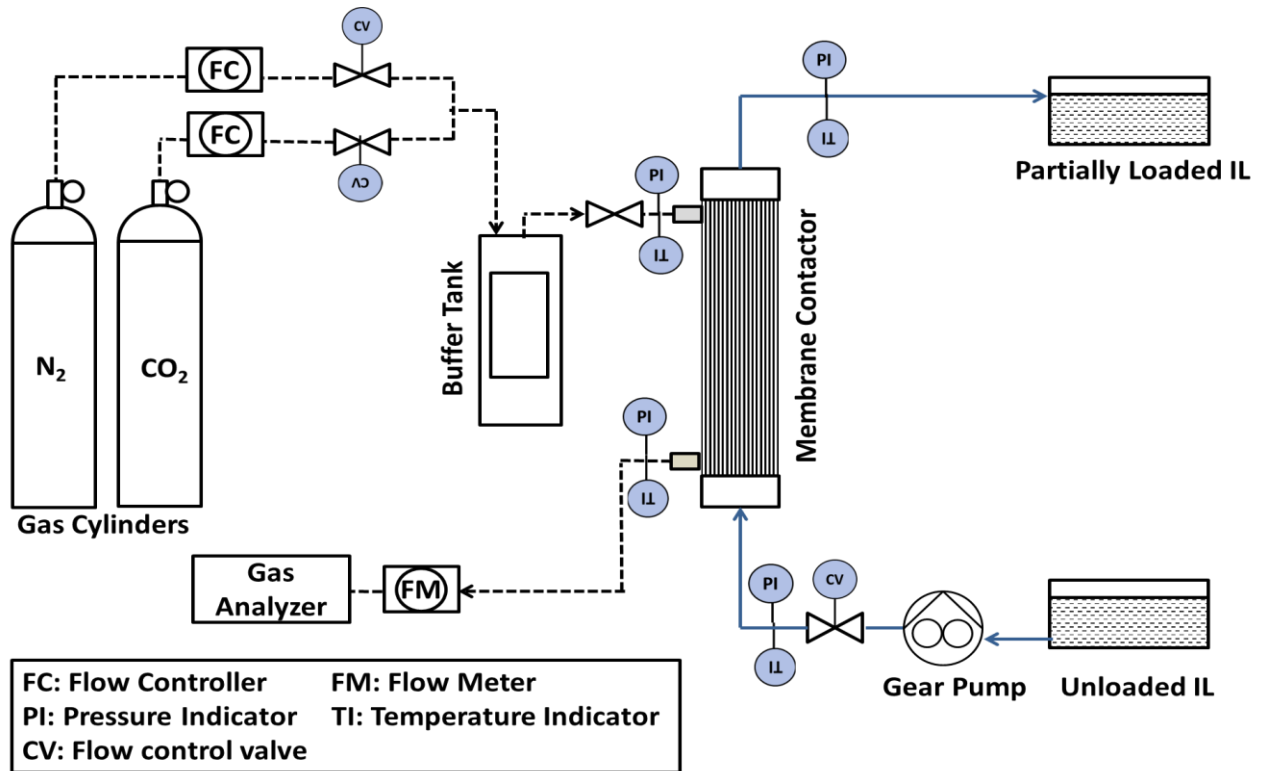 CV
FC
FC
CV
PI
TI
Partially Loaded IL
PI
TI
N₂
CO₂
Buffer Tank
Membrane Contactor
Gas Cylinders
PI
TI
Gas
Analyzer
FM
PI
TI
CV
Gear Pump
Unloaded IL
FC: Flow Controller
FM: Flow Meter
PI: Pressure Indicator
TI: Temperature Indicator
CV: Flow control valve